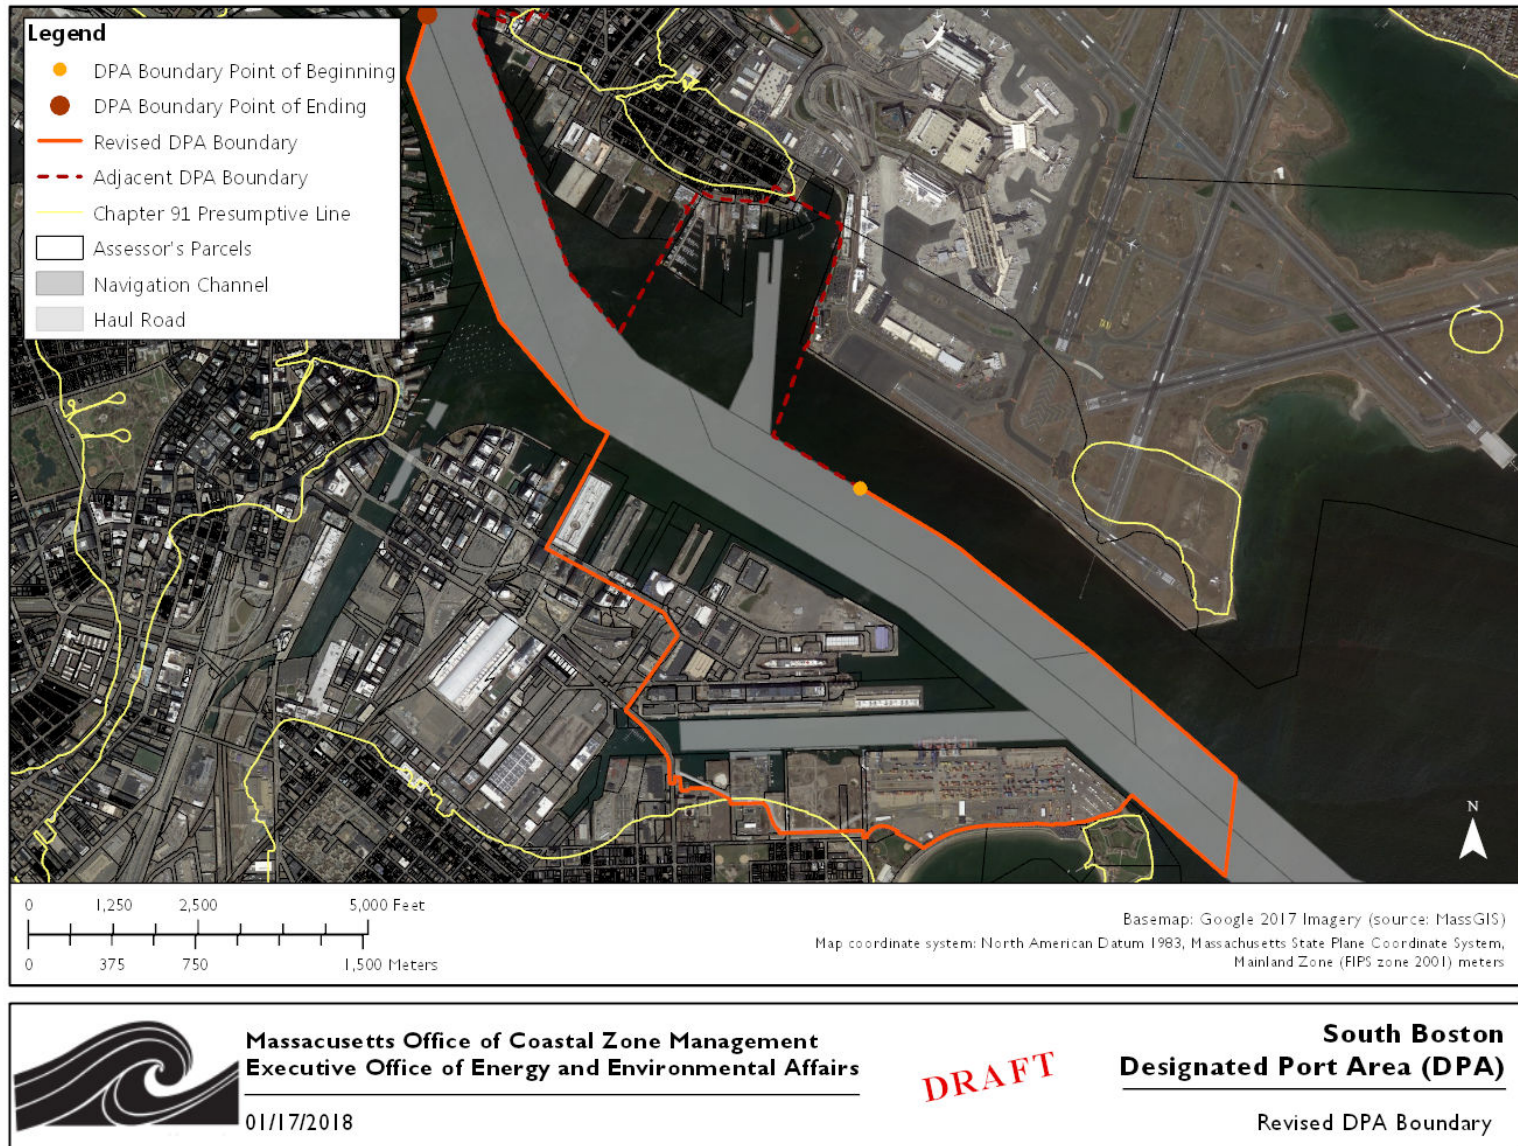 Legend
DPA Boundary Point of Beginning
DPA Boundary Point of Ending
Revised DPA Boundary
Adjacent DPA Boundary
Chapter 91 Presumptive Line
Assessor's Parcels
Navigation Channel
Haul Road
N
0 1,250 2,500 5,000 Feet
0 375 750 1,500 Meters
Basemap: Google 2017 Imagery (source: MassGIS)
Map coordinate system: North American Datum 1983, Massachusetts State Plane Coordinate System,
Mainland Zone (FIPS zone 2001) meters
Massacusetts Office of Coastal Zone Management
Executive Office of Energy and Environmental Affairs
01/17/2018
DRAFT
South Boston
Designated Port Area (DPA)
Revised DPA Boundary